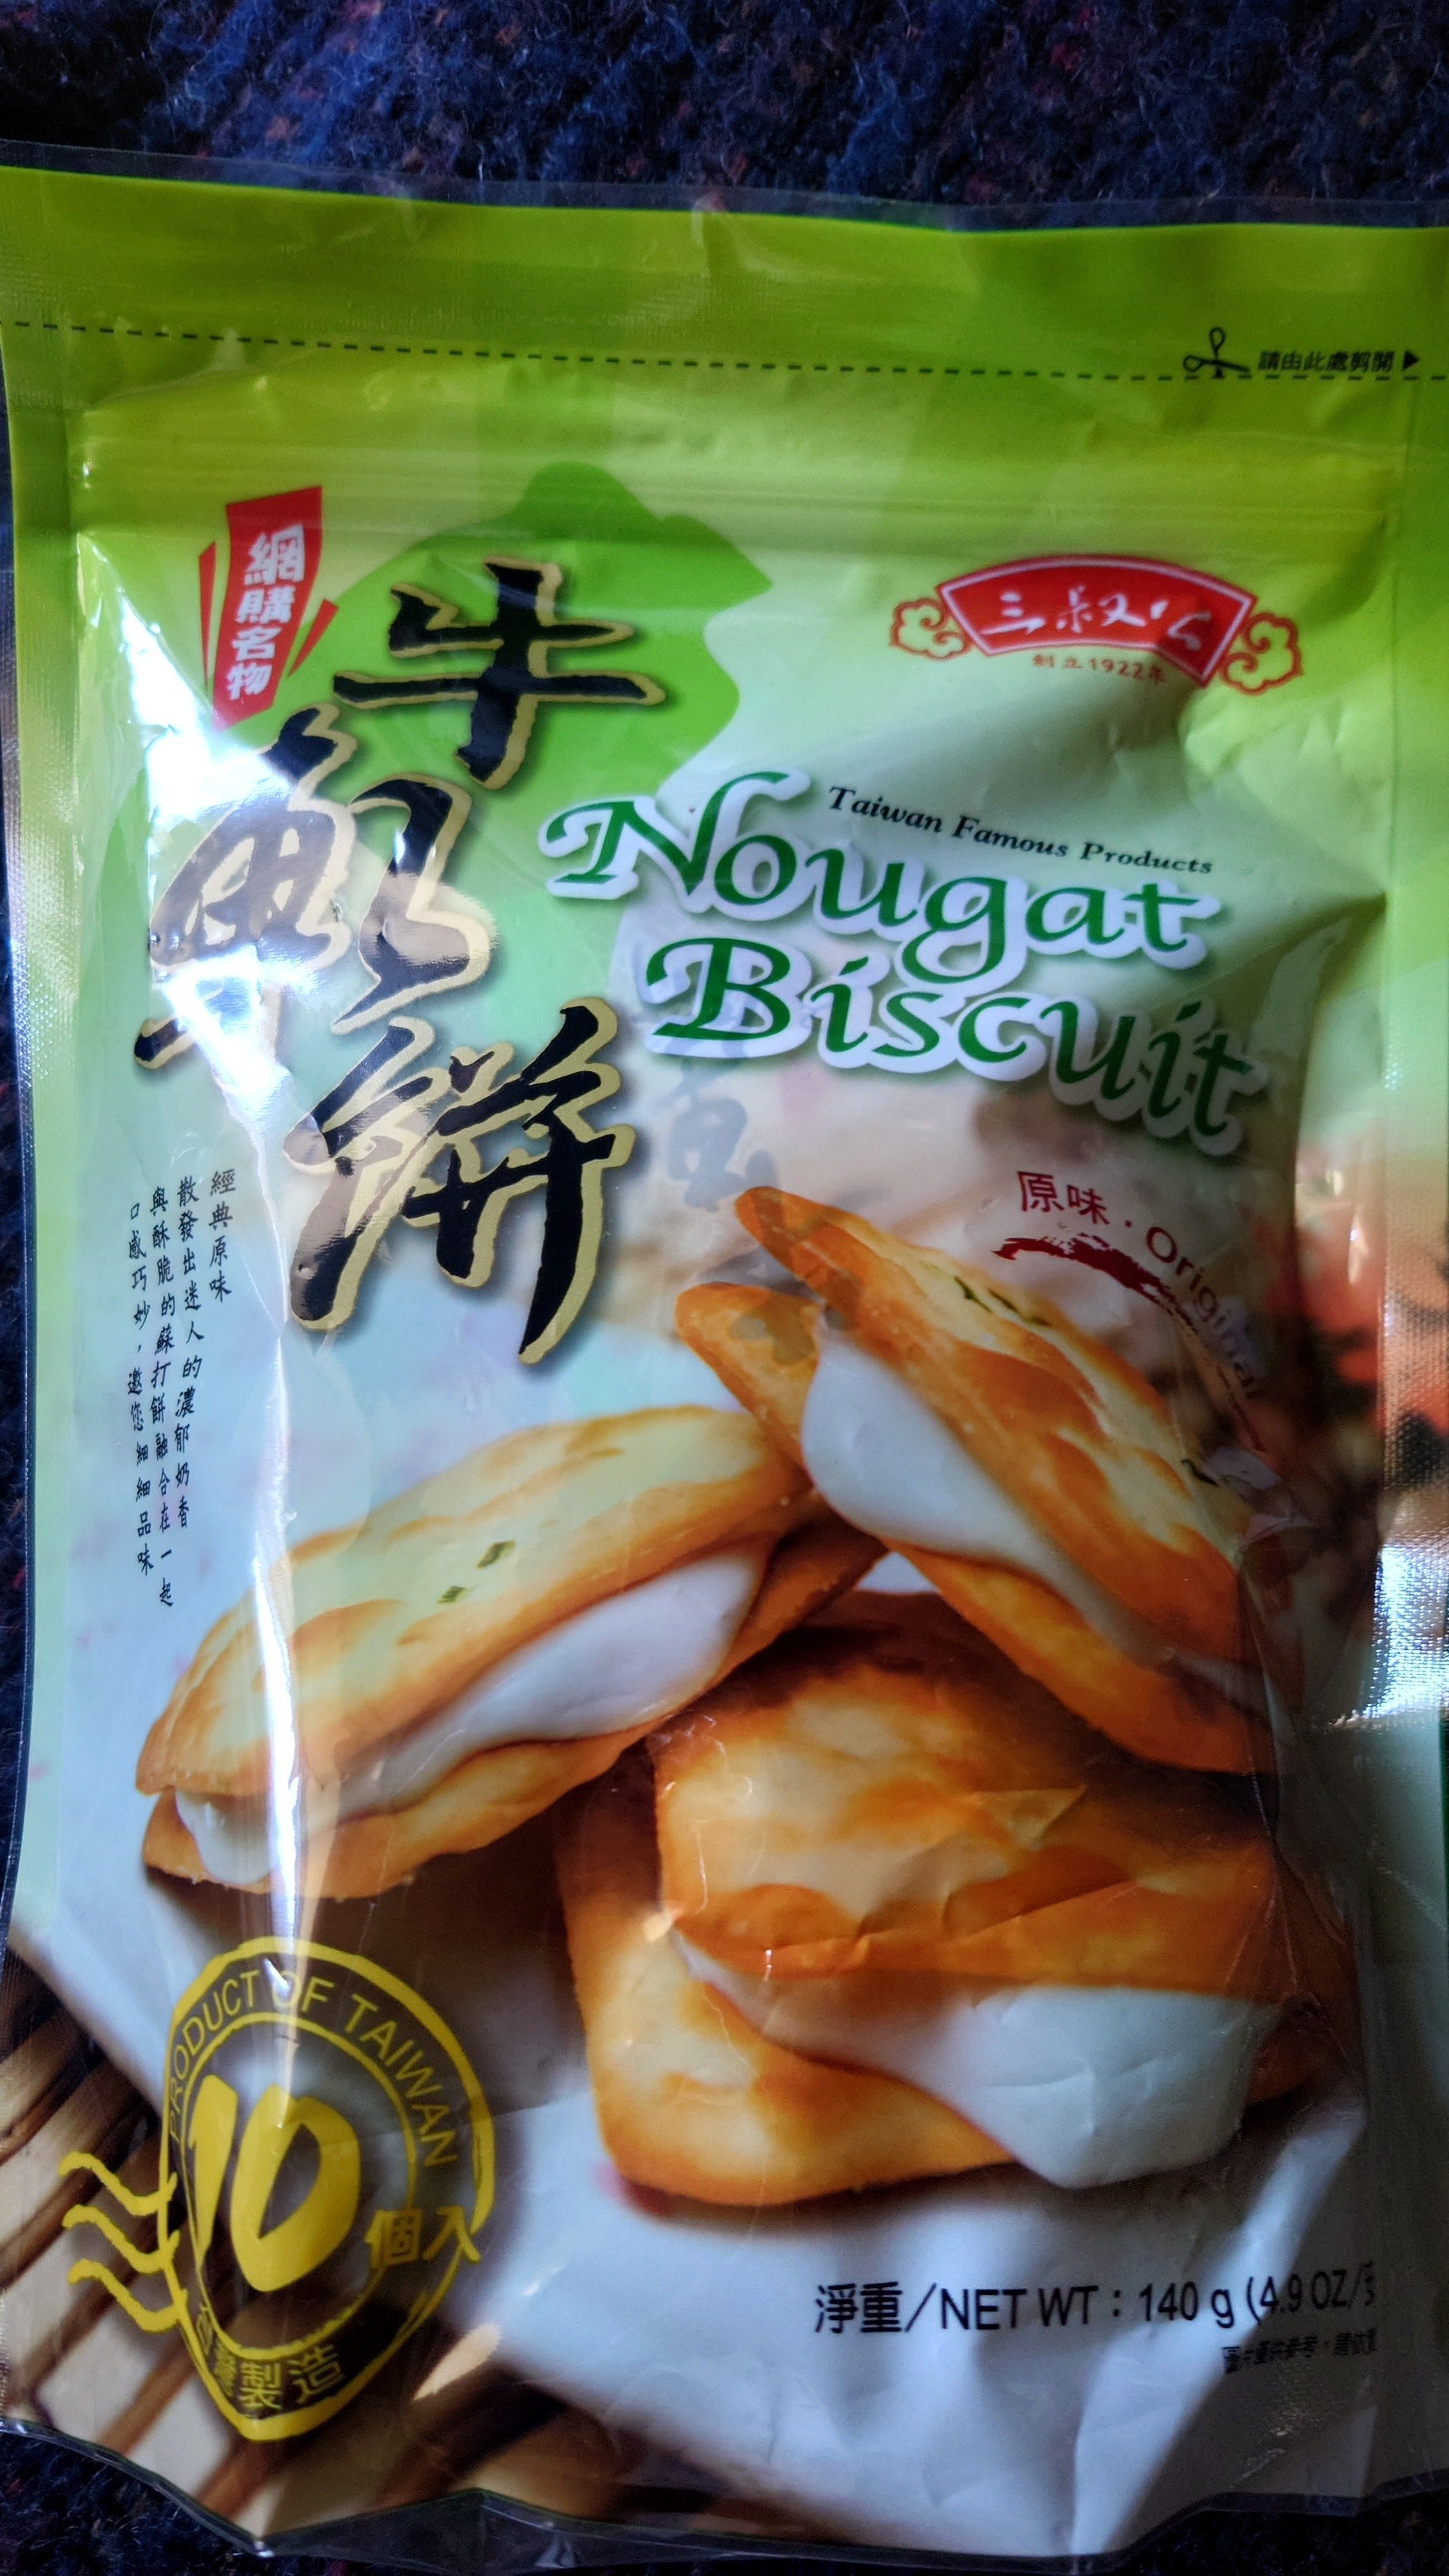 請由此處剪開
網購名物
三叔公
創立1922年
牛軋餅
Taiwan Famous Products
Nougat
Biscuit
原味·Original
經典原味
散發出迷人的濃郁奶香
與酥脆的蘇打餅融合在一起
口感巧妙，邀您細細品味
PRODUCT OF TAIWAN
10
個入
製造
淨重/NET WT：140 g (4.9 OZ/